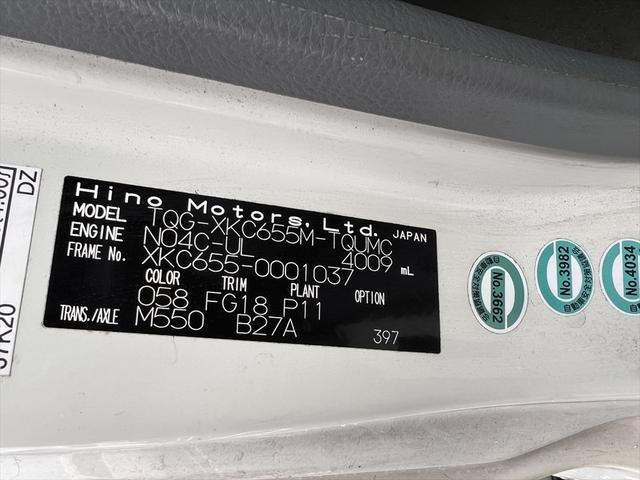 Hino Motors, Ltd. JAPAN
MODEL TQG-XKC655M-TQUMC
ENGINE N04C-UL 4009 mL
FRAME No. XKC655-0001037
COLOR TRIM PLANT OPTION
058 FG18 P11
TRANS./AXLE M550 B27A
397
DZ
No.3662
No.3982
No.4034